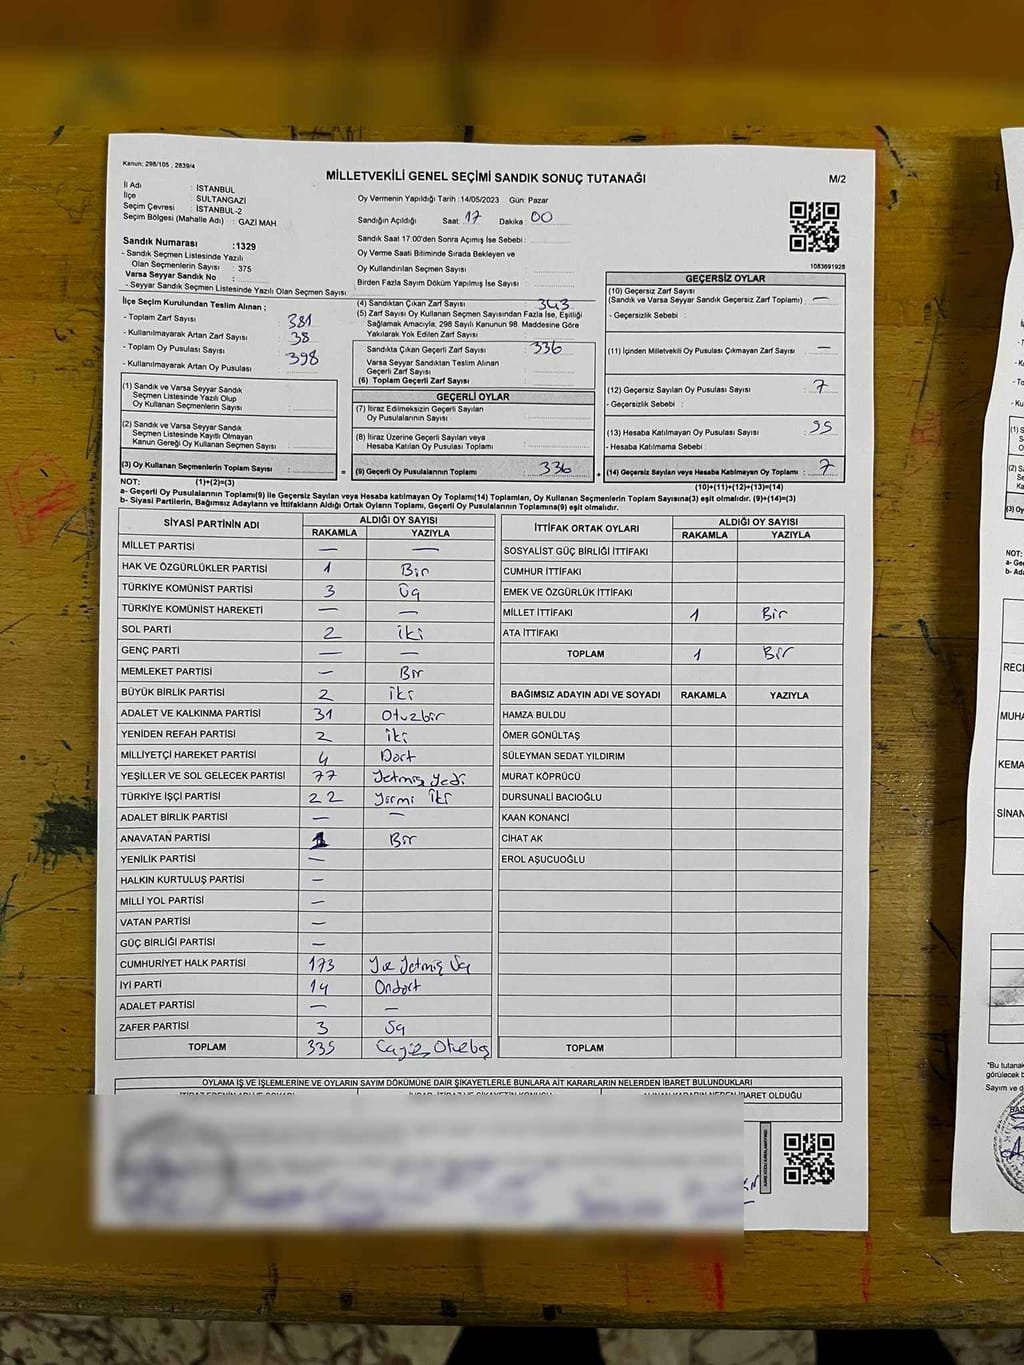 Kanun; 298/105 , 2839/4
MİLLETVEKİLİ GENEL SEÇİMİ SANDIK SONUÇ TUTANAĞI
M/2
İl Adı : İSTANBUL
İlçe : SULTANGAZİ
Seçim Çevresi : İSTANBUL-2
Seçim Bölgesi (Mahalle Adı) : GAZİ MAH.
Sandık Numarası :1329
- Sandık Seçmen Listesinde Yazılı
Olan Seçmenlerin Sayısı : 375
Varsa Seyyar Sandık No :
- Seyyar Sandık Seçmen Listesinde Yazılı Olan Seçmen Sayısı
Oy Vermenin Yapıldığı Tarih : 14/05/2023 Gün: Pazar
Sandığın Açıldığı Saat: 17 Dakika : 00
Sandık Saat 17.00'den Sonra Açılmış İse Sebebi :
Oy Verme Saati Bitiminde Sırada Bekleyen ve
Oy Kullandırılan Seçmen Sayısı
Birden Fazla Sayım Döküm Yapılmış İse Sayısı :
1083691928
İlçe Seçim Kurulundan Teslim Alınan ;
- Toplam Zarf Sayısı : 381
- Kullanılmayarak Artan Zarf Sayısı : 38
- Toplam Oy Pusulası Sayısı : 398
- Kullanılmayarak Artan Oy Pusulası
(1) Sandık ve Varsa Seyyar Sandık
Seçmen Listesinde Yazılı Olup
Oy Kullanan Seçmenlerin Sayısı :
(2) Sandık ve Varsa Seyyar Sandık
Seçmen Listesinde Kayıtlı Olmayan
Kanun Gereği Oy Kullanan Seçmen Sayısı :
(3) Oy Kullanan Seçmenlerin Toplam Sayısı :
(4) Sandıktan Çıkan Zarf Sayısı : 343
(5) Zarf Sayısı Oy Kullanan Seçmen Sayısından Fazla İse, Eşitliği
Sağlamak Amacıyla, 298 Sayılı Kanunun 98. Maddesine Göre
Yakılarak Yok Edilen Zarf Sayısı
Sandıkta Çıkan Geçerli Zarf Sayısı : 336
Varsa Seyyar Sandıktan Teslim Alınan
Geçerli Zarf Sayısı
(6) Toplam Geçerli Zarf Sayısı :
GEÇERLİ OYLAR
(7) İtiraz Edilmeksizin Geçerli Sayılan
Oy Pusulalarının Sayısı
(8) İtiraz Üzerine Geçerli Sayılan veya
Hesaba Katılan Oy Pusulası Toplamı :
= (9) Geçerli Oy Pusulalarının Toplamı : 336
GEÇERSİZ OYLAR
(10) Geçersiz Zarf Sayısı
(Sandık ve Varsa Seyyar Sandık Geçersiz Zarf Toplamı) : —
- Geçersizlik Sebebi :
(11) İçinden Milletvekili Oy Pusulası Çıkmayan Zarf Sayısı : —
(12) Geçersiz Sayılan Oy Pusulası Sayısı : 7
- Geçersizlik Sebebi :
(13) Hesaba Katılmayan Oy Pusulası Sayısı : 55
- Hesaba Katılmama Sebebi :
+ (14) Geçersiz Sayılan veya Hesaba Katılmayan Oy Toplamı : 7
NOT: (1)+(2)=(3)
(10)+(11)+(12)+(13)=(14)
a- Geçerli Oy Pusulalarının Toplamı(9) ile Geçersiz Sayılan veya Hesaba katılmayan Oy Toplamı(14) Toplamları, Oy Kullanan Seçmenlerin Toplam Sayısına(3) eşit olmalıdır. (9)+(14)=(3)
b- Siyasi Partilerin, Bağımsız Adayların ve İttifakların Aldığı Ortak Oyların Toplamı, Geçerli Oy Pusulalarının Toplamına(9) eşit olmalıdır.
SİYASİ PARTİNİN ADI ALDIĞI OY SAYISI
RAKAMLA YAZIYLA
MİLLET PARTİSİ — —
HAK VE ÖZGÜRLÜKLER PARTİSİ 1 Bir
TÜRKİYE KOMÜNİST PARTİSİ 3 Üç
TÜRKİYE KOMÜNİST HAREKETİ — —
SOL PARTİ 2 iki
GENÇ PARTİ — —
MEMLEKET PARTİSİ — Bir
BÜYÜK BİRLİK PARTİSİ 2 iki
ADALET VE KALKINMA PARTİSİ 31 Otuzbir
YENİDEN REFAH PARTİSİ 2 iki
MİLLİYETÇİ HAREKET PARTİSİ 4 Dört
YEŞİLLER VE SOL GELECEK PARTİSİ 77 Yetmiş yedi
TÜRKİYE İŞÇİ PARTİSİ 22 Yirmi iki
ADALET BİRLİK PARTİSİ — —
ANAVATAN PARTİSİ 1 Bir
YENİLİK PARTİSİ —
HALKIN KURTULUŞ PARTİSİ —
MİLLİ YOL PARTİSİ —
VATAN PARTİSİ —
GÜÇ BİRLİĞİ PARTİSİ —
CUMHURİYET HALK PARTİSİ 173 Yüz Yetmiş Üç
İYİ PARTİ 14 Ondört
ADALET PARTİSİ — —
ZAFER PARTİSİ 3 Üç
TOPLAM 335 Üçyüz Otuzbeş
İTTİFAK ORTAK OYLARI ALDIĞI OY SAYISI
RAKAMLA YAZIYLA
SOSYALİST GÜÇ BİRLİĞİ İTTİFAKI
CUMHUR İTTİFAKI
EMEK VE ÖZGÜRLÜK İTTİFAKI
MİLLET İTTİFAKI 1 Bir
ATA İTTİFAKI
TOPLAM 1 Bir
BAĞIMSIZ ADAYIN ADI VE SOYADI RAKAMLA YAZIYLA
HAMZA BULDU
ÖMER GÖNÜLTAŞ
SÜLEYMAN SEDAT YILDIRIM
MURAT KÖPRÜCÜ
DURSUNALİ BACIOĞLU
KAAN KONANCİ
CİHAT AK
EROL AŞUCUOĞLU
TOPLAM
OYLAMA İŞ VE İŞLEMLERİNE VE OYLARIN SAYIM DÖKÜMÜNE DAİR ŞİKAYETLERLE BUNLARA AİT KARARLARIN NELERDEN İBARET BULUNDUKLARI
RECE
MUHA
KEMA
SİNAN